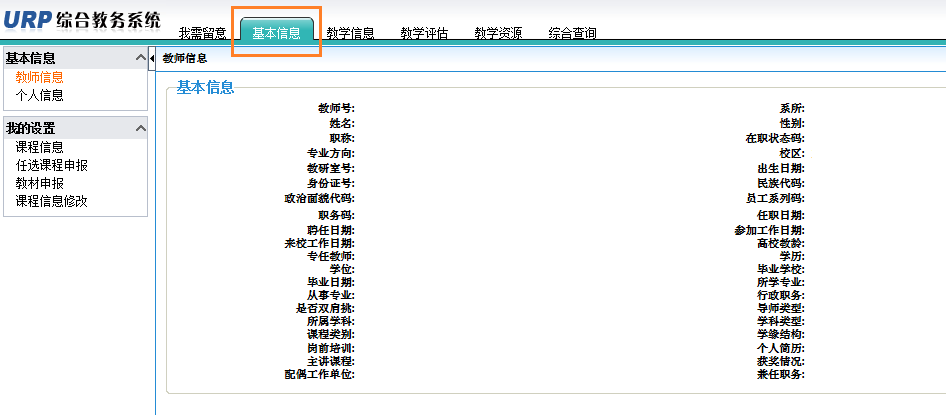 URP综合教务系统
我需留意 基本信息 教学信息 教学评估 教学资源 综合查询
基本信息
教师信息
个人信息
我的设置
课程信息
任选课程申报
教材申报
课程信息修改
教师信息
基本信息
教师号: 系所:
姓名: 性别:
职称: 在职状态码:
专业方向: 校区:
教研室号: 出生日期:
身份证号: 民族代码:
政治面貌代码: 员工系列码:
职务码: 任职日期:
聘任日期: 参加工作日期:
来校工作日期: 高校教龄:
专任教师: 学历:
学位: 毕业学校:
毕业日期: 所学专业:
从事专业: 行政职务:
是否双肩挑: 导师类型:
所属学科: 学科类型:
课程类别: 学缘结构:
岗前培训: 个人简历:
主讲课程: 获奖情况:
配偶工作单位: 兼任职务: